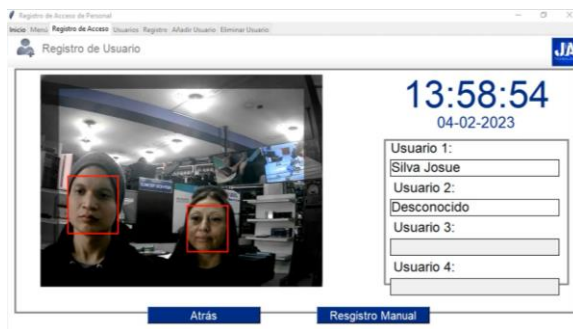 Registro de Acceso de Personal
Inicio Menú Registro de Acceso Usuarios Registro Añadir Usuario Eliminar Usuario
Registro de Usuario
JA
13:58:54
04-02-2023
Usuario 1:
Silva Josue
Usuario 2:
Desconocido
Usuario 3:
Usuario 4:
Atrás
Resgistro Manual